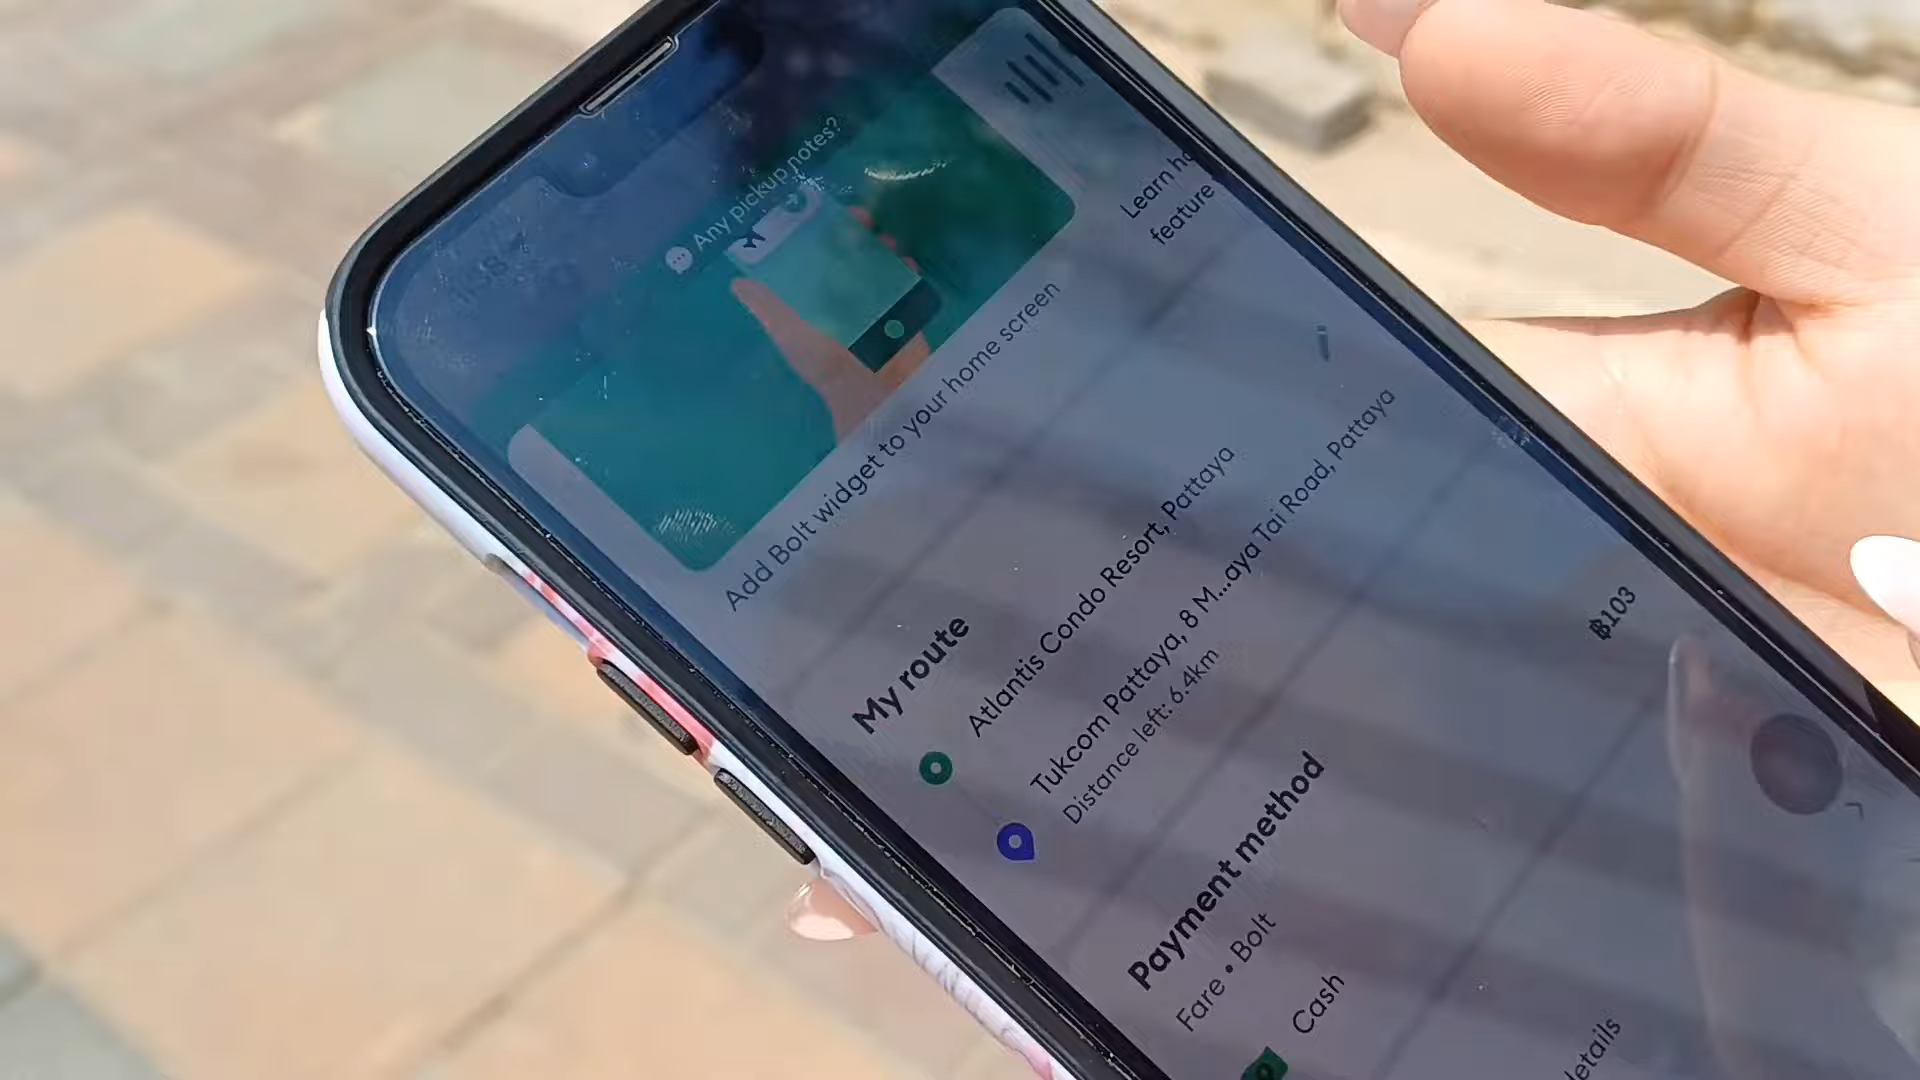 Any pickup notes?
Add Bolt widget to your home screen
Learn
feature
My route
Atlantis Condo Resort, Pattaya
Tukcom Pattaya, 8 M...aya Tai Road, Pattaya
Distance left: 6.4km
Payment method
Fare • Bolt
฿103
Cash
details